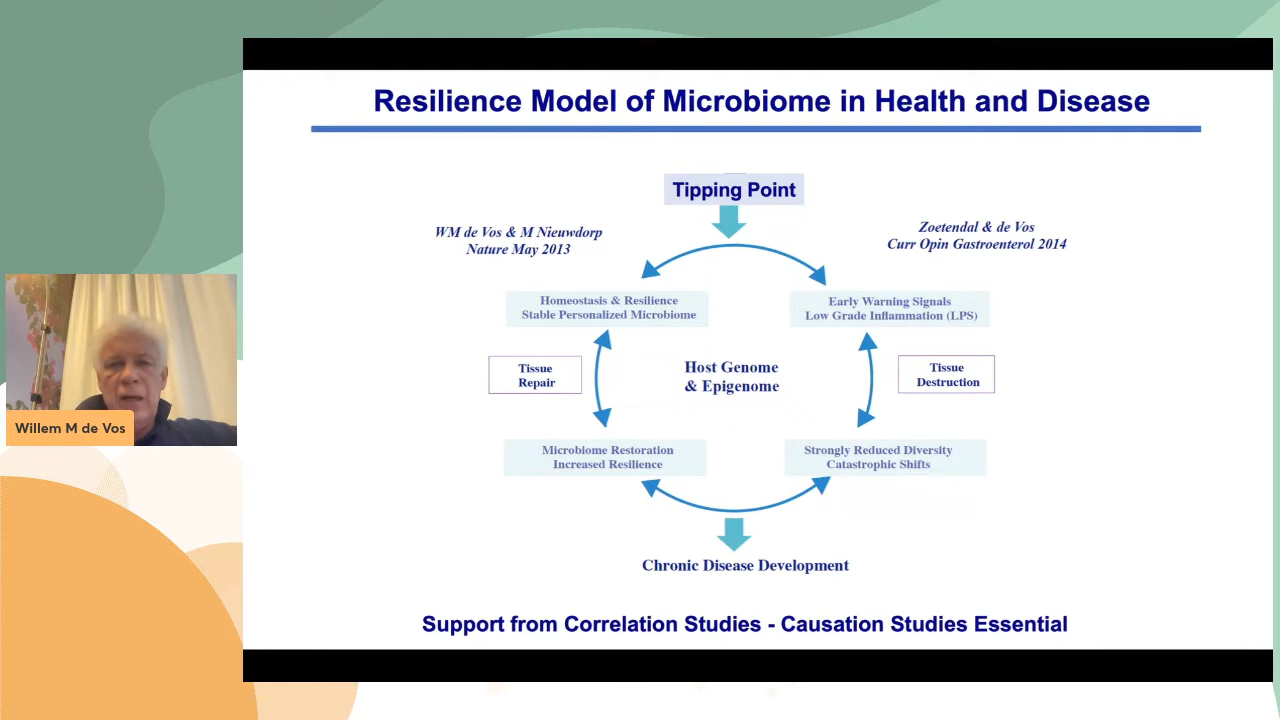 Resilience Model of Microbiome in Health and Disease
Tipping Point
WM de Vos & M Nieuwdorp
Nature May 2013
Zoetendal & de Vos
Curr Opin Gastroenterol 2014
Homeostasis & Resilience
Stable Personalized Microbiome
Early Warning Signals
Low Grade Inflammation (LPS)
Tissue
Repair
Host Genome
& Epigenome
Tissue
Destruction
Microbiome Restoration
Increased Resilience
Strongly Reduced Diversity
Catastrophic Shifts
Chronic Disease Development
Support from Correlation Studies - Causation Studies Essential
Willem M de Vos